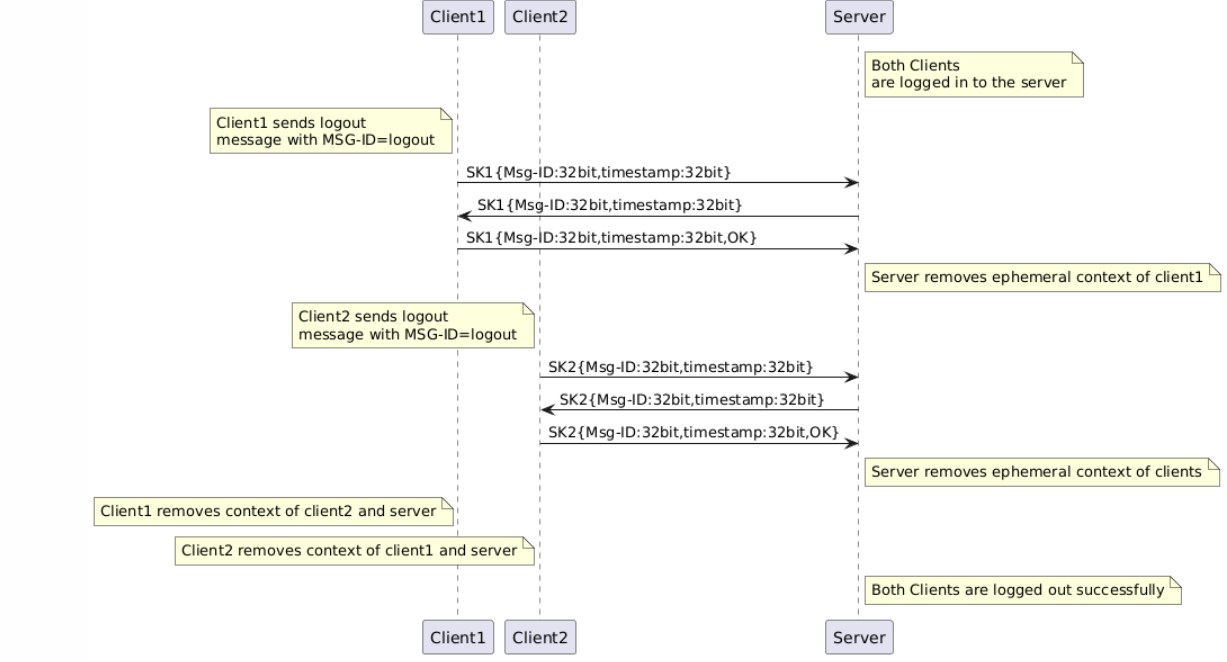 Client1 Client2 Server
Both Clients
are logged in to the server
Client1 sends logout
message with MSG-ID=logout
SK1{Msg-ID:32bit,timestamp:32bit}
SK1{Msg-ID:32bit,timestamp:32bit}
SK1{Msg-ID:32bit,timestamp:32bit,OK}
Server removes ephemeral context of client1
Client2 sends logout
message with MSG-ID=logout
SK2{Msg-ID:32bit,timestamp:32bit}
SK2{Msg-ID:32bit,timestamp:32bit}
SK2{Msg-ID:32bit,timestamp:32bit,OK}
Server removes ephemeral context of clients
Client1 removes context of client2 and server
Client2 removes context of client1 and server
Both Clients are logged out successfully
Client1 Client2 Server